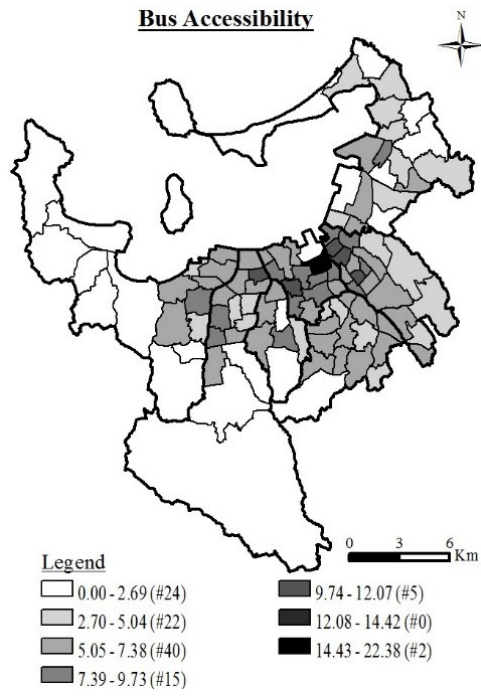 Bus Accessibility
N
0 3 6
Km
Legend
0.00 - 2.69 (#24)
2.70 - 5.04 (#22)
5.05 - 7.38 (#40)
7.39 - 9.73 (#15)
9.74 - 12.07 (#5)
12.08 - 14.42 (#0)
14.43 - 22.38 (#2)